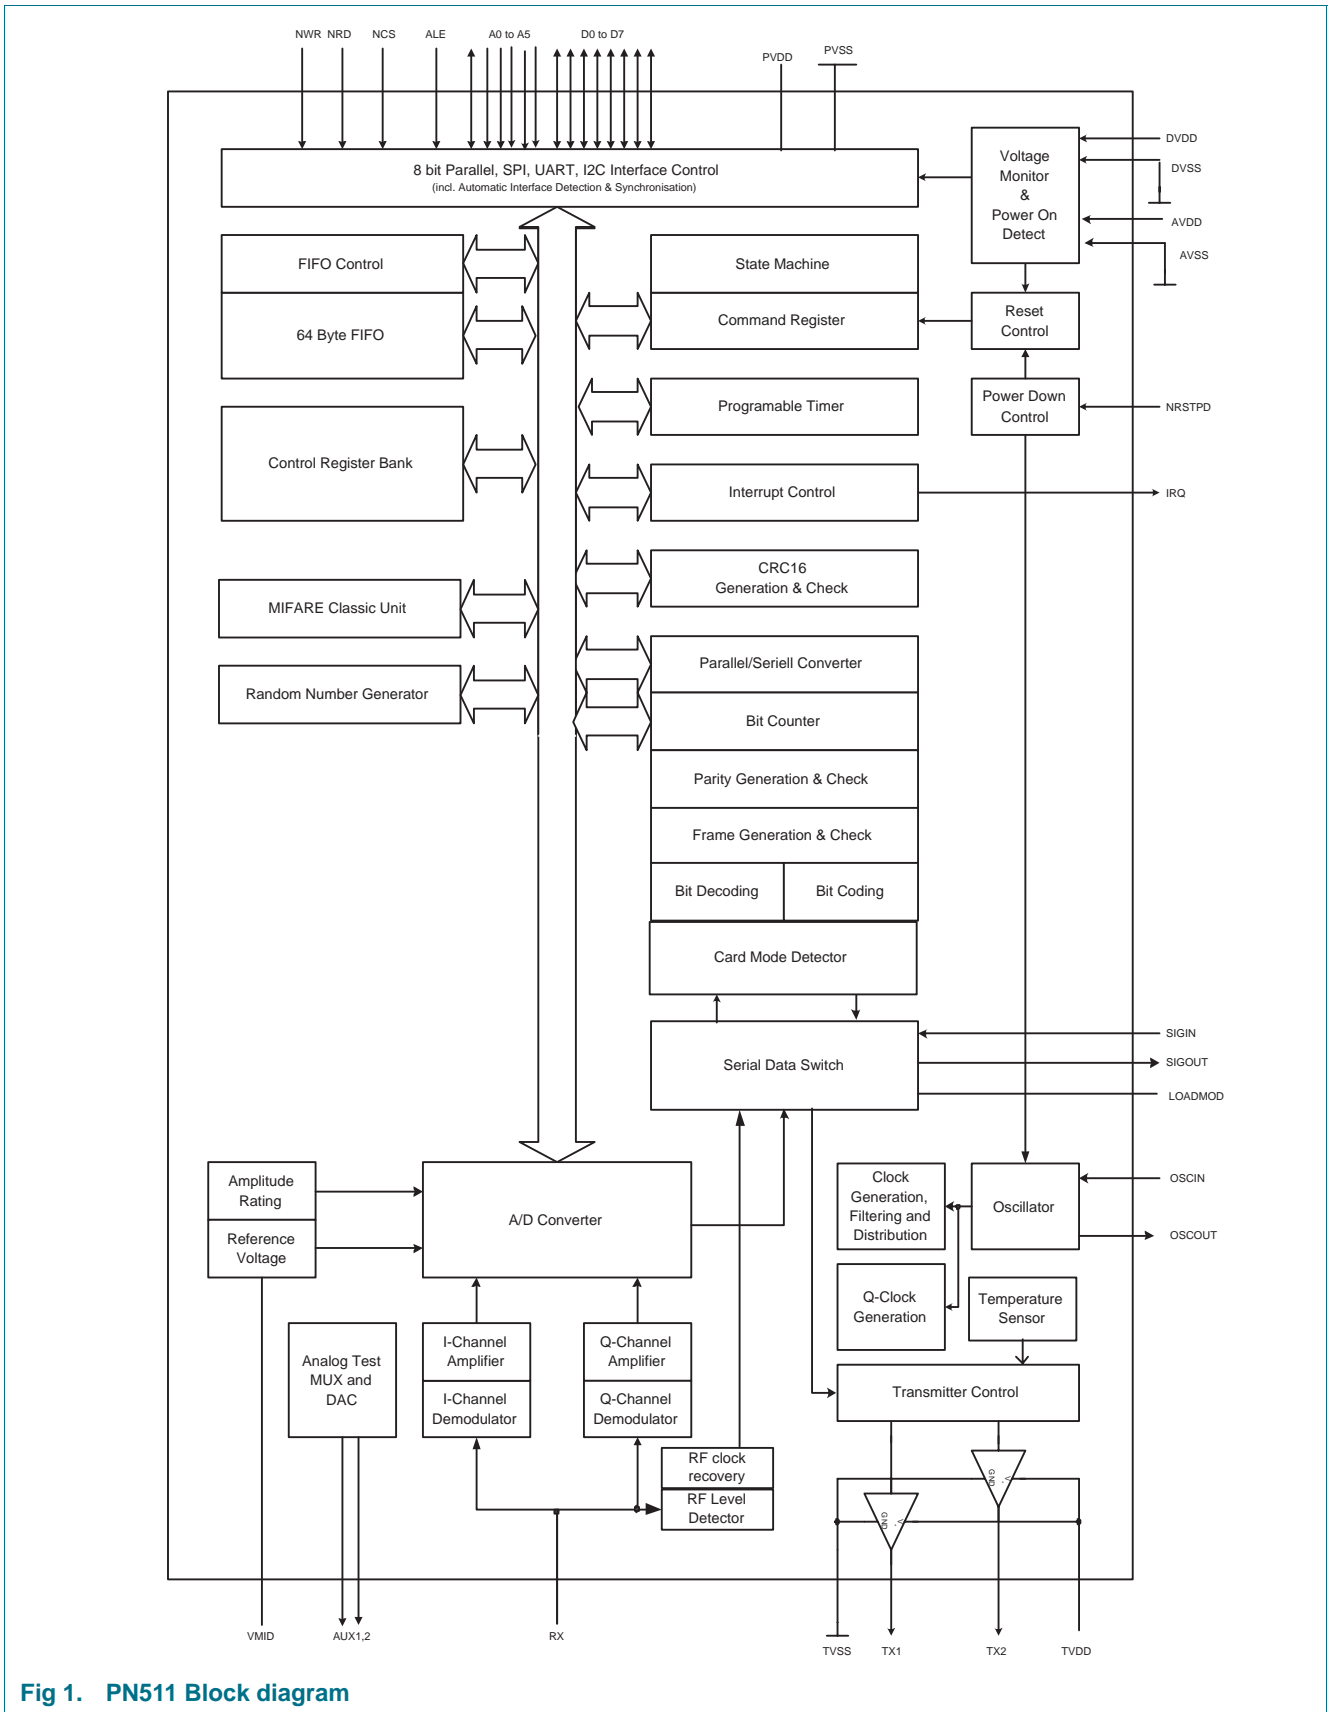 NWR NRD NCS ALE A0 to A5 D0 to D7
PVDD PVSS
8 bit Parallel, SPI, UART, I2C Interface Control
(incl. Automatic Interface Detection & Synchronisation)
Voltage
Monitor
&
Power On
Detect
DVDD
DVSS
AVDD
AVSS
FIFO Control
64 Byte FIFO
State Machine
Command Register
Reset
Control
Programable Timer
Power Down
Control
NRSTPD
Control Register Bank
Interrupt Control
IRQ
CRC16
Generation & Check
MIFARE Classic Unit
Random Number Generator
Parallel/Seriell Converter
Bit Counter
Parity Generation & Check
Frame Generation & Check
Bit Decoding
Bit Coding
Card Mode Detector
Serial Data Switch
SIGIN
SIGOUT
LOADMOD
Amplitude
Rating
Reference
Voltage
A/D Converter
Clock
Generation,
Filtering and
Distribution
Oscillator
OSCIN
OSCOUT
Q-Clock
Generation
Temperature
Sensor
Analog Test
MUX and
DAC
I-Channel
Amplifier
I-Channel
Demodulator
Q-Channel
Amplifier
Q-Channel
Demodulator
Transmitter Control
RF clock
recovery
RF Level
Detector
GND
V
GND
V
VMID AUX1,2 RX TVSS TX1 TX2 TVDD
Fig 1. PN511 Block diagram